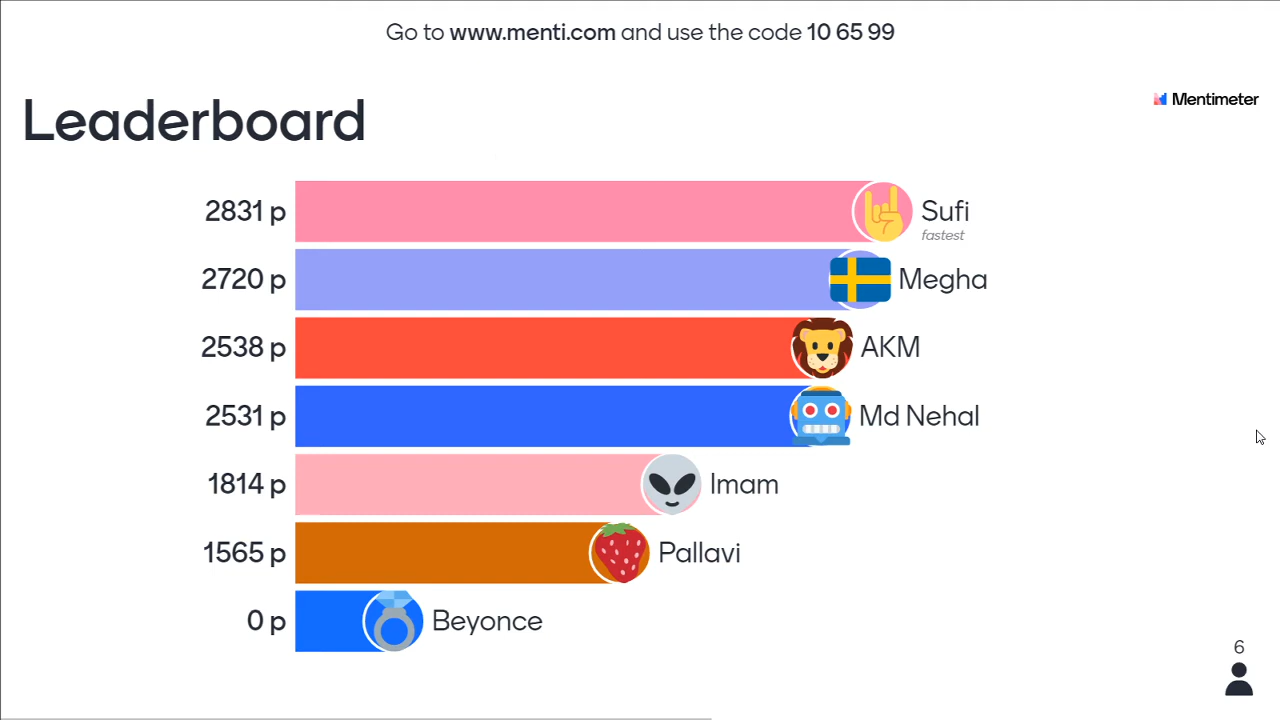 Go to www.menti.com and use the code 10 65 99
Mentimeter
Leaderboard
2831 p Sufi
fastest
2720 p Megha
2538 p AKM
2531 p Md Nehal
1814 p Imam
1565 p Pallavi
0 p Beyonce
6